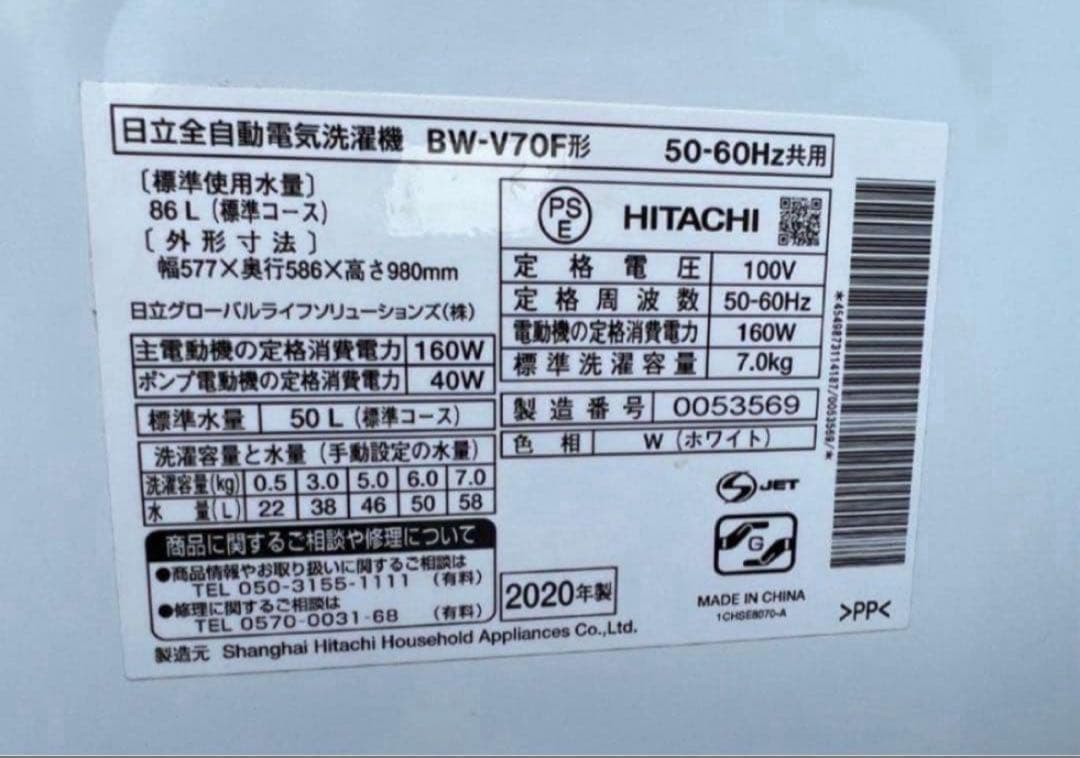 日立全自動電気洗濯機 BW-V70F形 50-60Hz共用
〔標準使用水量〕
86L(標準コース)
〔外形寸法〕
幅577×奥行586×高さ980mm
日立グローバルライフソリューションズ(株)
主電動機の定格消費電力 160W
ポンプ電動機の定格消費電力 40W
標準水量 50L(標準コース)
洗濯容量と水量(手動設定の水量)
洗濯容量(kg) 0.5 3.0 5.0 6.0 7.0
水量(L) 22 38 46 50 58
商品に関するご相談や修理について
●商品情報やお取り扱いに関するご相談は
TEL 050-3155-1111 (有料)
●修理に関するご相談は
TEL 0570-0031-68 (有料)
製造元 Shanghai Hitachi Household Appliances Co.,Ltd.
PSE HITACHI
定格電圧 100V
定格周波数 50-60Hz
電動機の定格消費電力 160W
標準洗濯容量 7.0kg
製造番号 0053569
色相 W(ホワイト)
S JET
G
2020年製
MADE IN CHINA
1CHSE8070-A
>PP<
*4549873114187/0053569/*